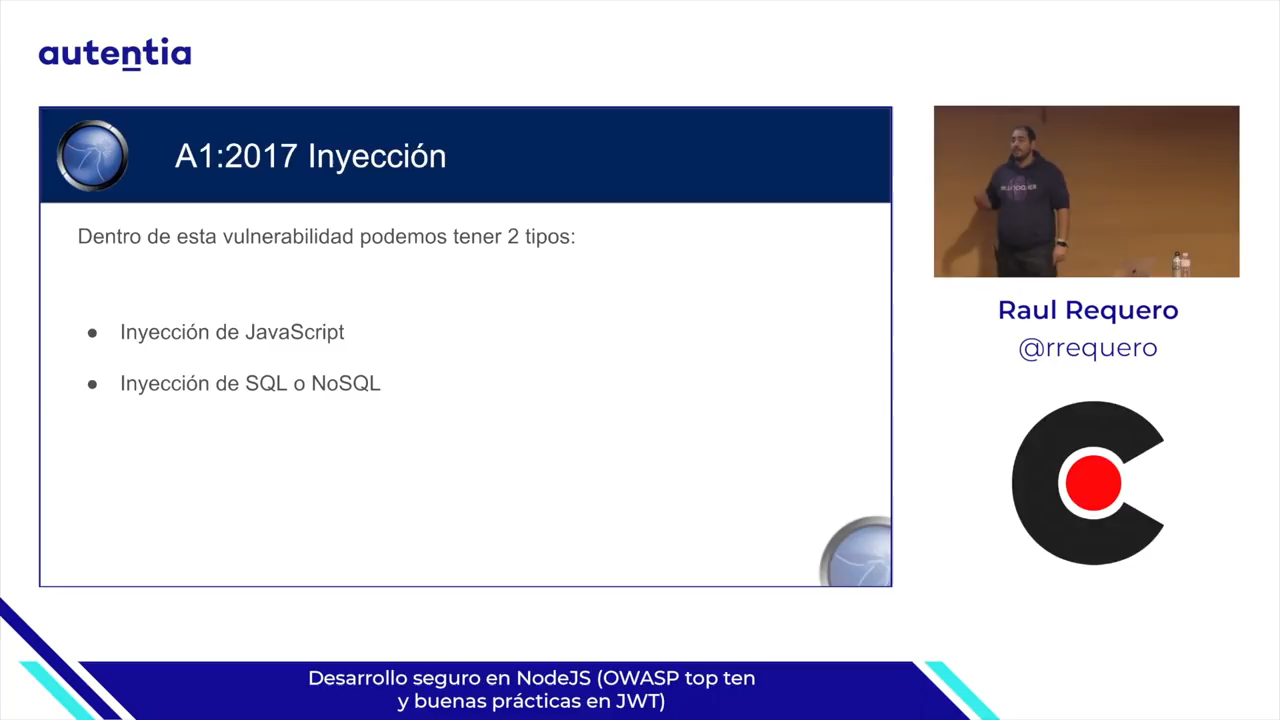 autentia
A1:2017 Inyección
Dentro de esta vulnerabilidad podemos tener 2 tipos:
● Inyección de JavaScript
● Inyección de SQL o NoSQL
Raul Requero
@rrequero
Desarrollo seguro en NodeJS (OWASP top ten
y buenas prácticas en JWT)